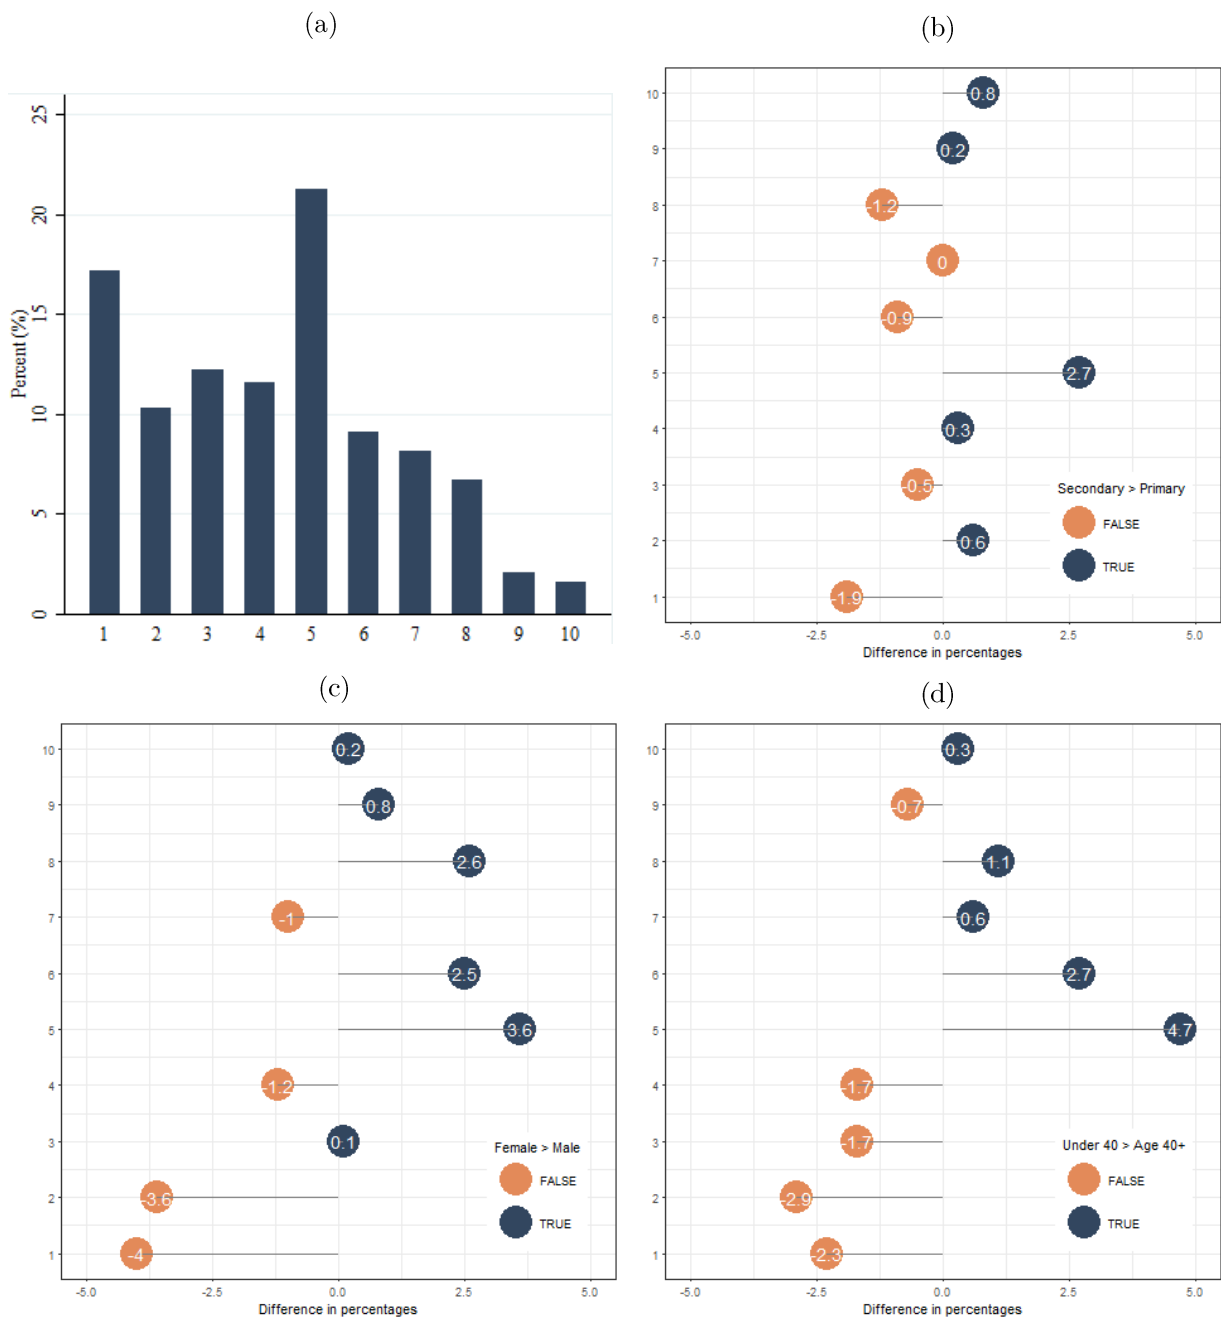 (a)
25
20
15
10
5
0
Percent (%)
1 2 3 4 5 6 7 8 9 10
(b)
10 0.8
9 0.2
8 -1.2
7 0
6 -0.9
5 2.7
4 0.3
3 -0.5
2 0.6
1 -1.9
Secondary > Primary
FALSE
TRUE
-5.0 -2.5 0.0 2.5 5.0
Difference in percentages
(c)
10 0.2
9 0.8
8 2.6
7 -1
6 2.5
5 3.6
4 -1.2
3 0.1
2 -3.6
1 -4
Female > Male
FALSE
TRUE
-5.0 -2.5 0.0 2.5 5.0
Difference in percentages
(d)
10 0.3
9 -0.7
8 1.1
7 0.6
6 2.7
5 4.7
4 -1.7
3 -1.7
2 -2.9
1 -2.3
Under 40 > Age 40+
FALSE
TRUE
-5.0 -2.5 0.0 2.5 5.0
Difference in percentages